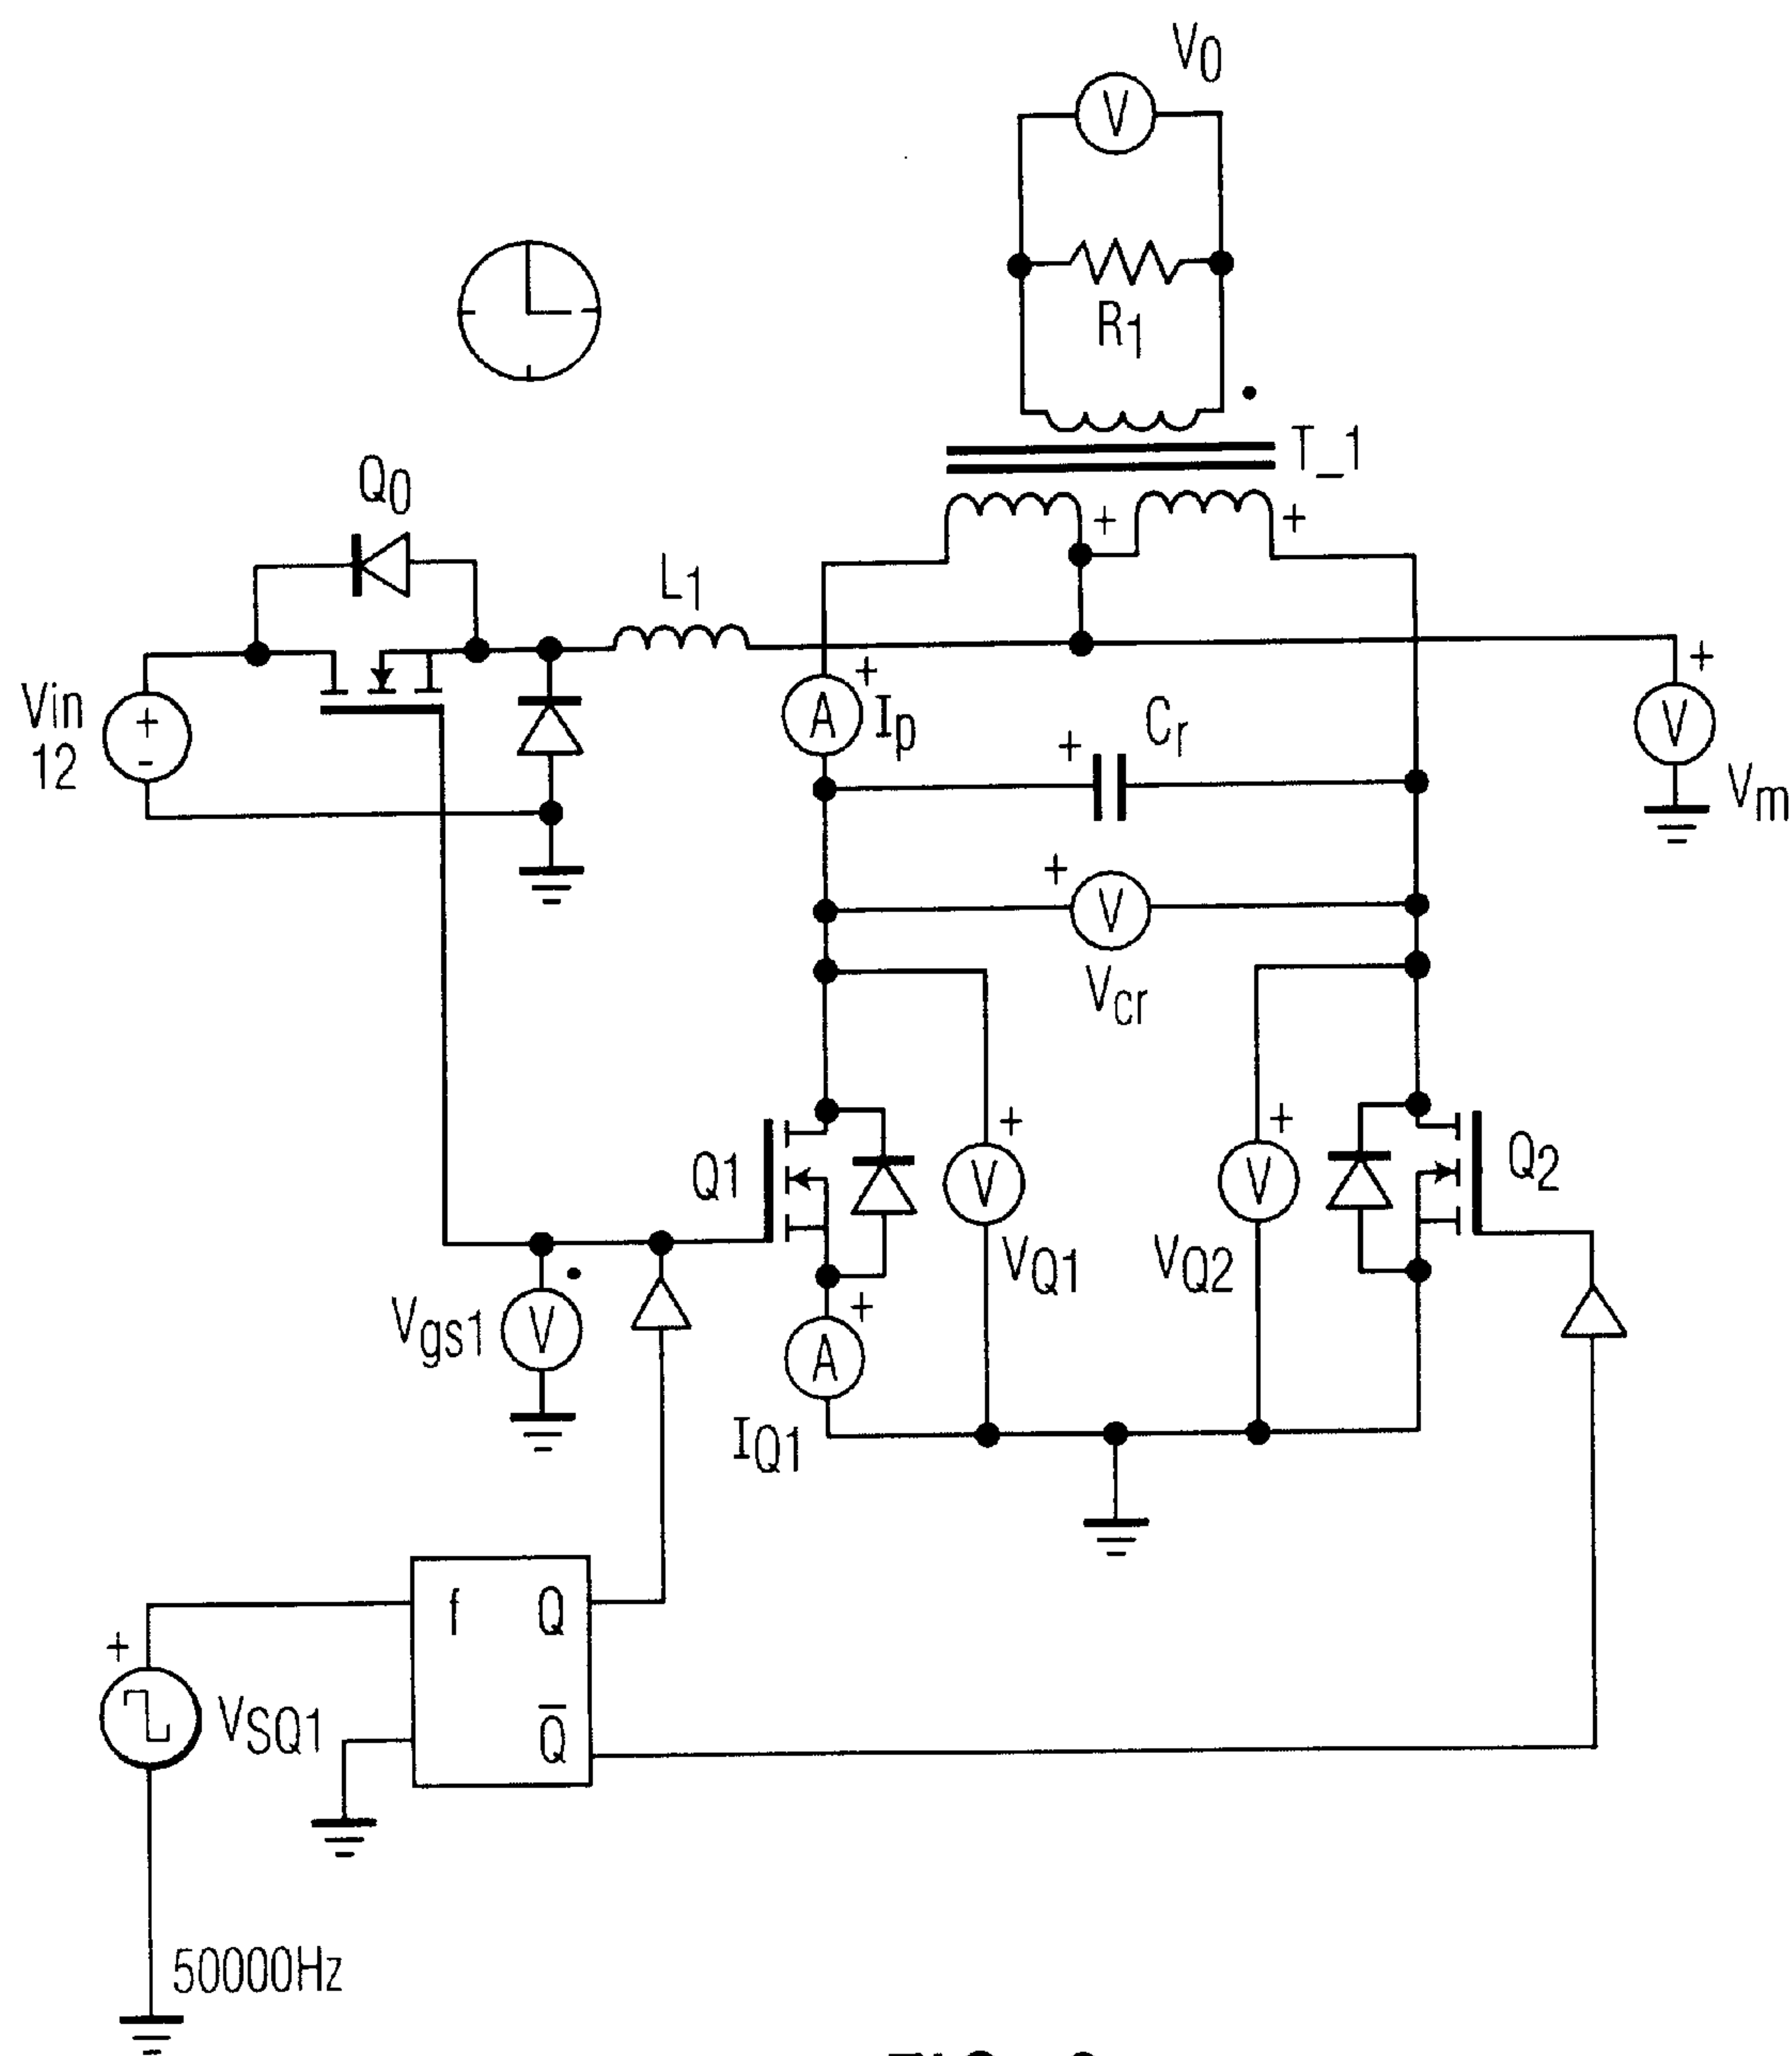 V0
V
R1
T_1
Q0
L1
+
+
Vin
12
+
-
A
+
Ip
+
Cr
+
V
Vm
+
V
Vcr
Q1
+
V
VQ1
+
V
VQ2
Q2
Vgs1
V
+
A
IQ1
f
Q
Q̅
+
VSQ1
50000Hz